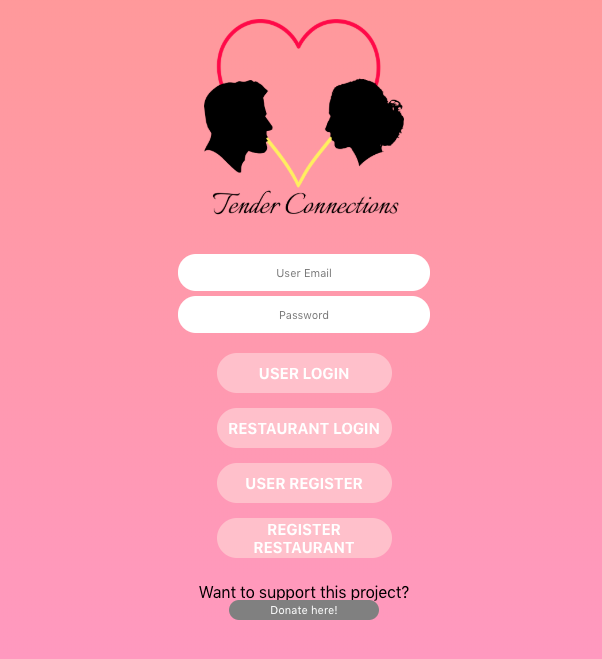 Tender Connections
User Email
Password
USER LOGIN
RESTAURANT LOGIN
USER REGISTER
REGISTER
RESTAURANT
Want to support this project?
Donate here!